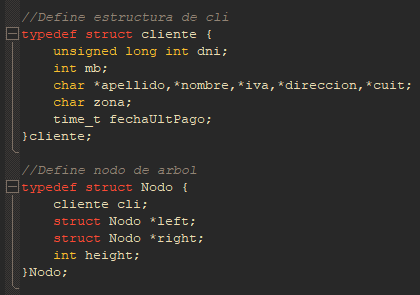 //Define estructura de cli
typedef struct cliente {
    unsigned long int dni;
    int mb;
    char *apellido,*nombre,*iva,*direccion,*cuit;
    char zona;
    time_t fechaUltPago;
}cliente;

//Define nodo de arbol
typedef struct Nodo {
    cliente cli;
    struct Nodo *left;
    struct Nodo *right;
    int height;
}Nodo;